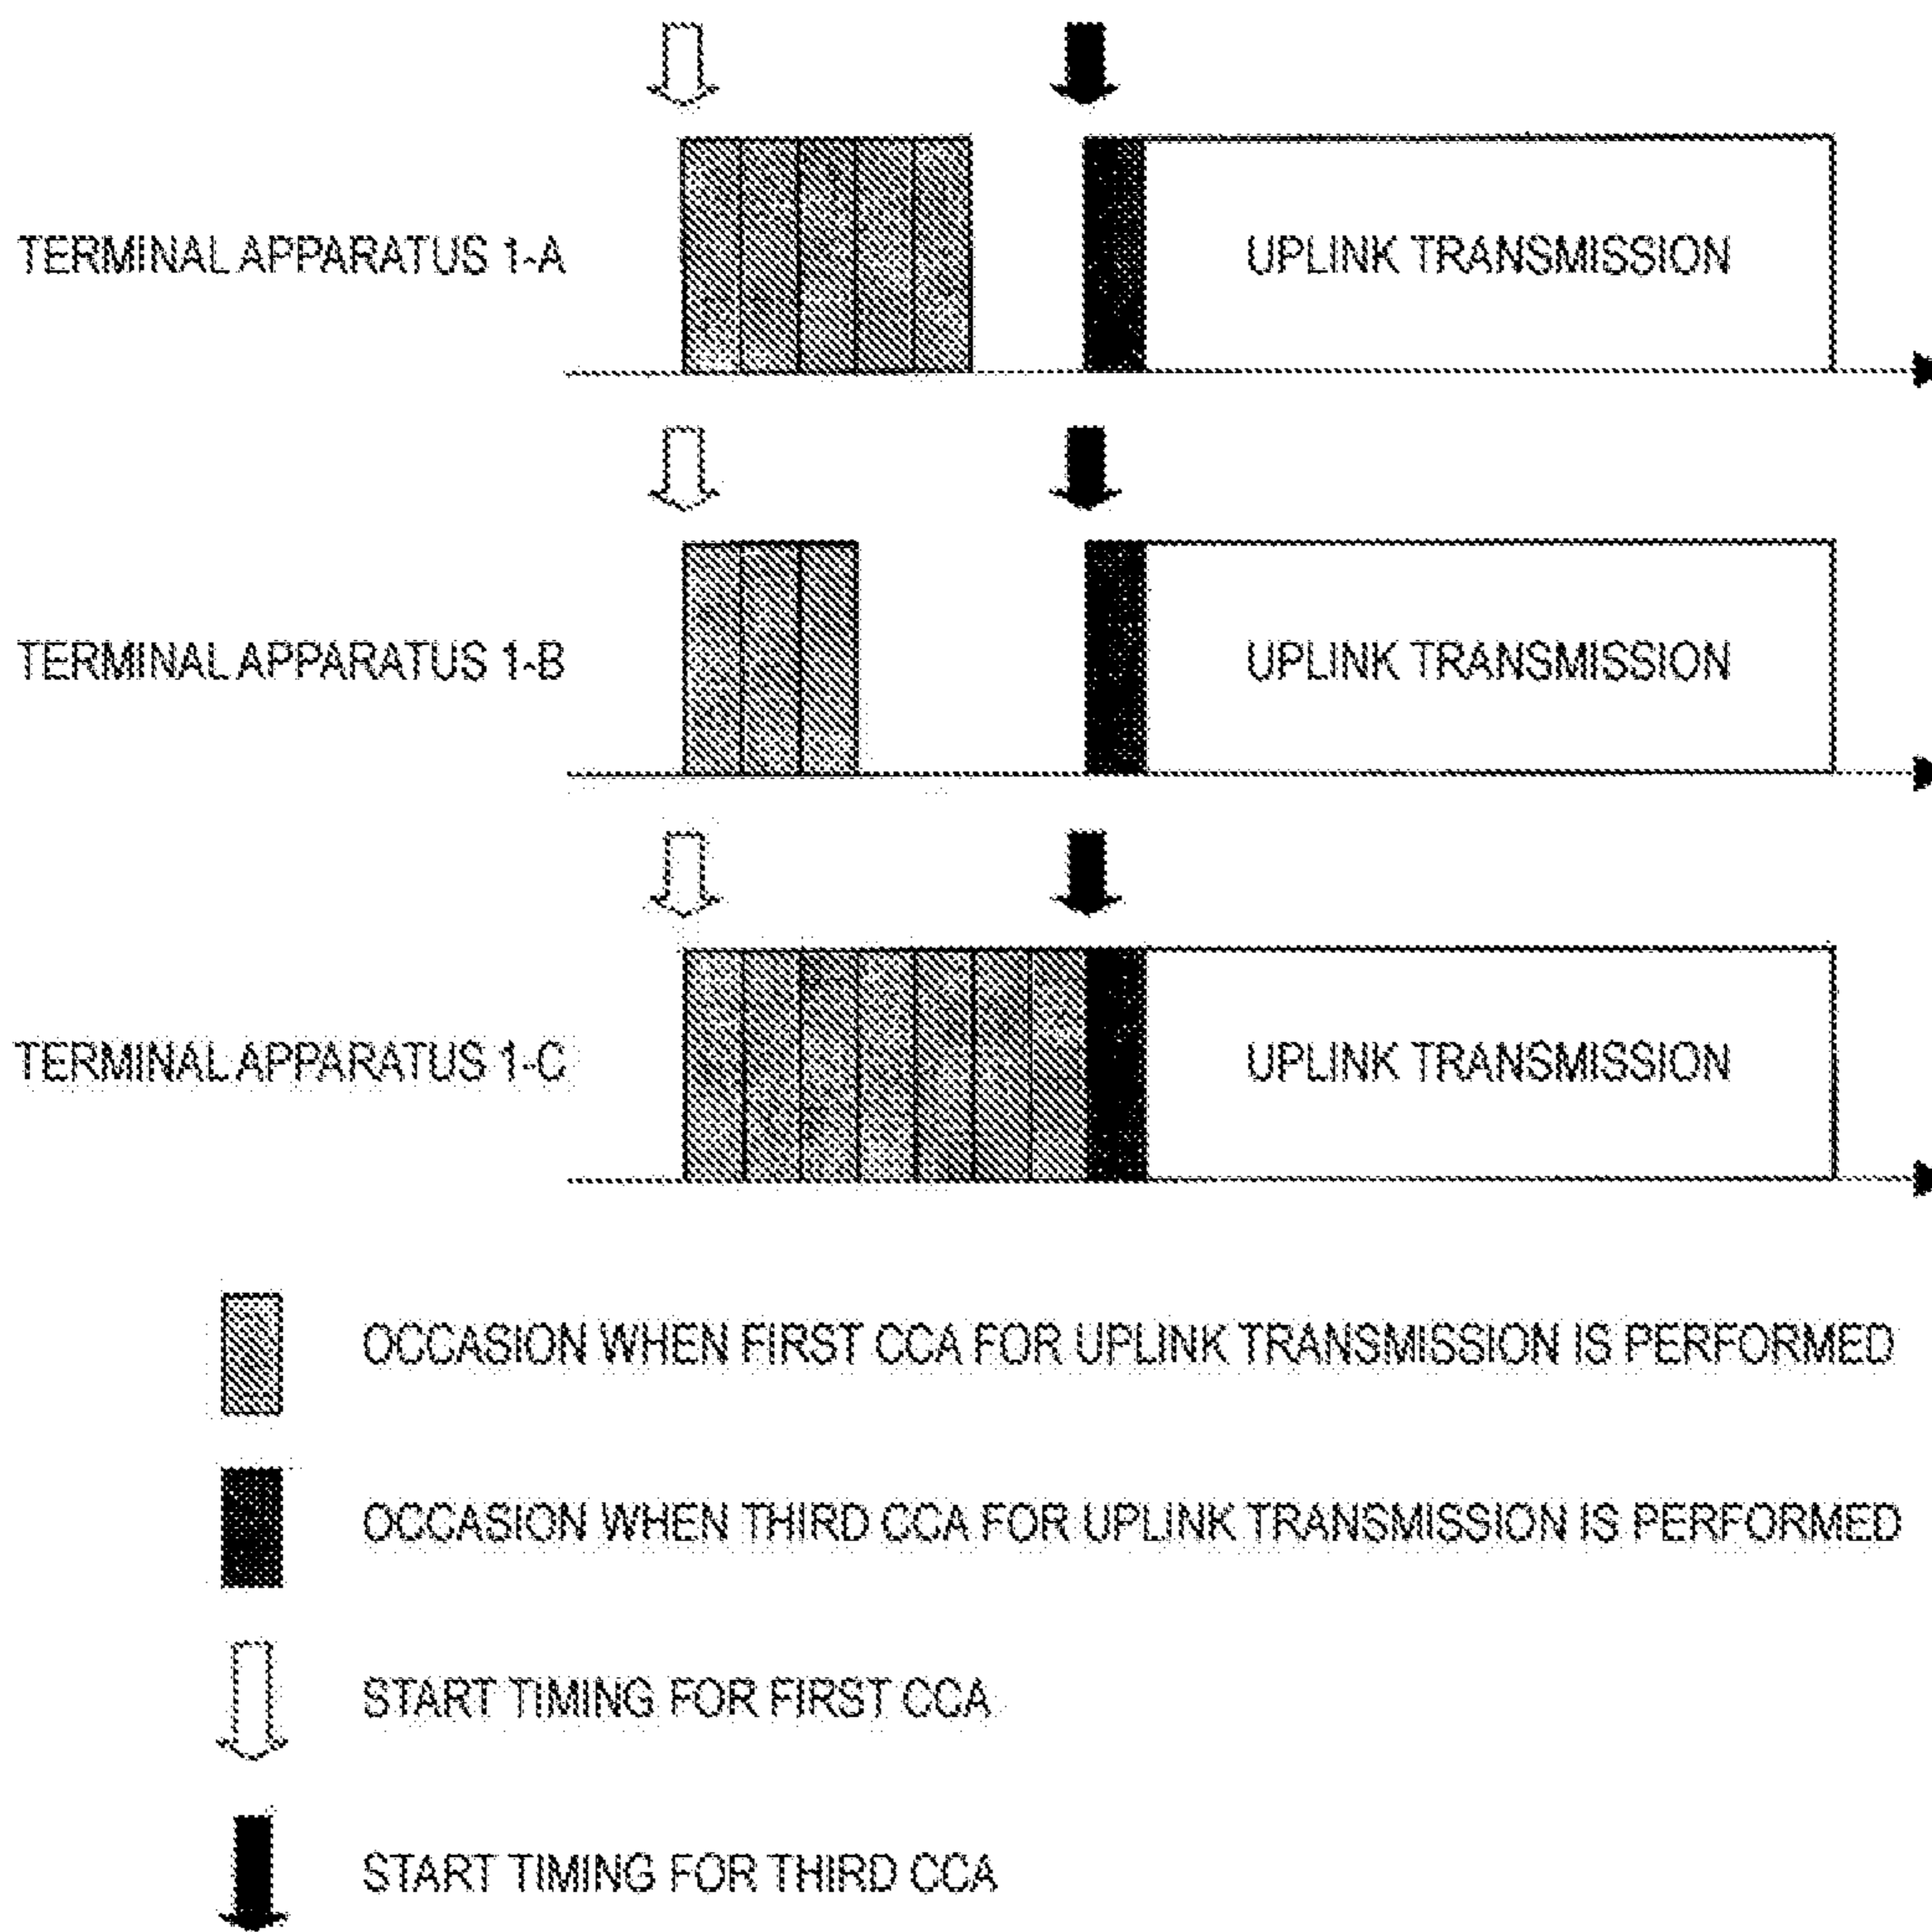 TERMINAL APPARATUS 1-A
UPLINK TRANSMISSION
TERMINAL APPARATUS 1-B
UPLINK TRANSMISSION
TERMINAL APPARATUS 1-C
UPLINK TRANSMISSION
OCCASION WHEN FIRST CCA FOR UPLINK TRANSMISSION IS PERFORMED
OCCASION WHEN THIRD CCA FOR UPLINK TRANSMISSION IS PERFORMED
START TIMING FOR FIRST CCA
START TIMING FOR THIRD CCA